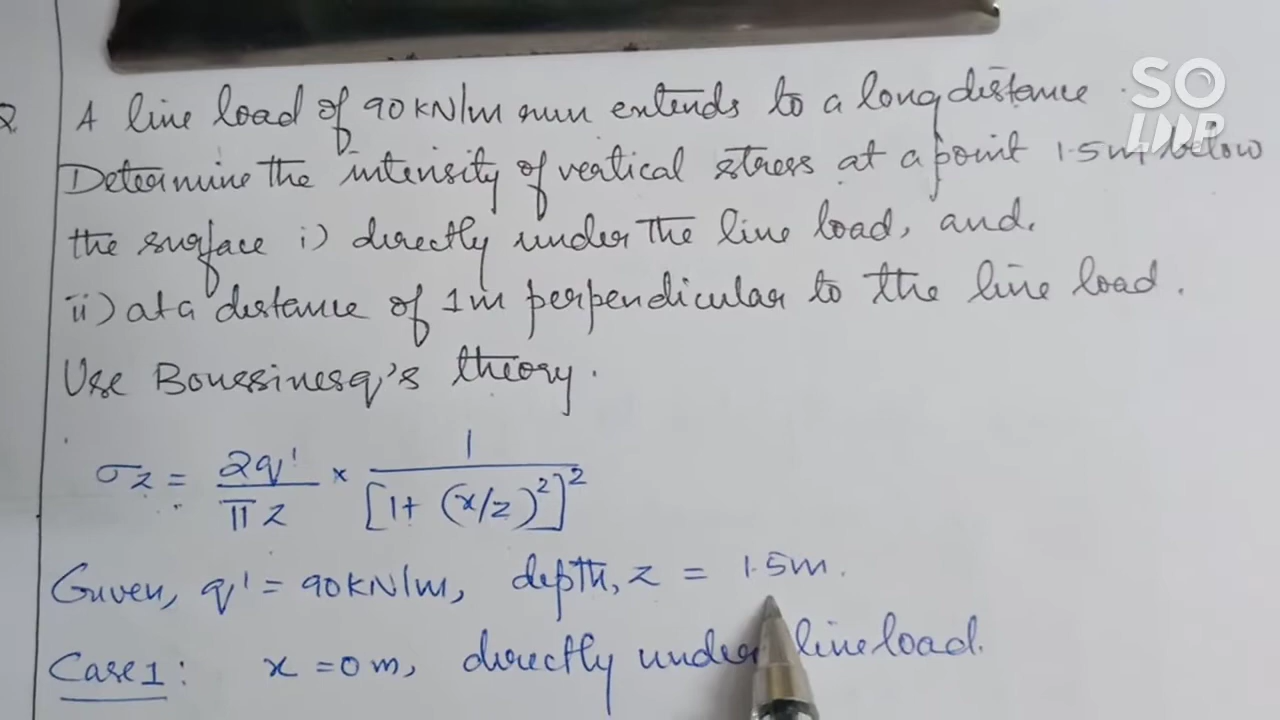 A line load of 90 kN/m run extends to a long distance.
Determine the intensity of vertical stress at a point 1.5m below
the surface i) directly under the line load, and.
ii) at a distance of 1m perpendicular to the line load.
Use Boussinesq's theory.
σz = 2q' / πz × 1 / [1+ (x/z)²]²
Given, q' = 90 kN/m, depth, z = 1.5m.
Case 1: x = 0 m, directly under line load.
SO